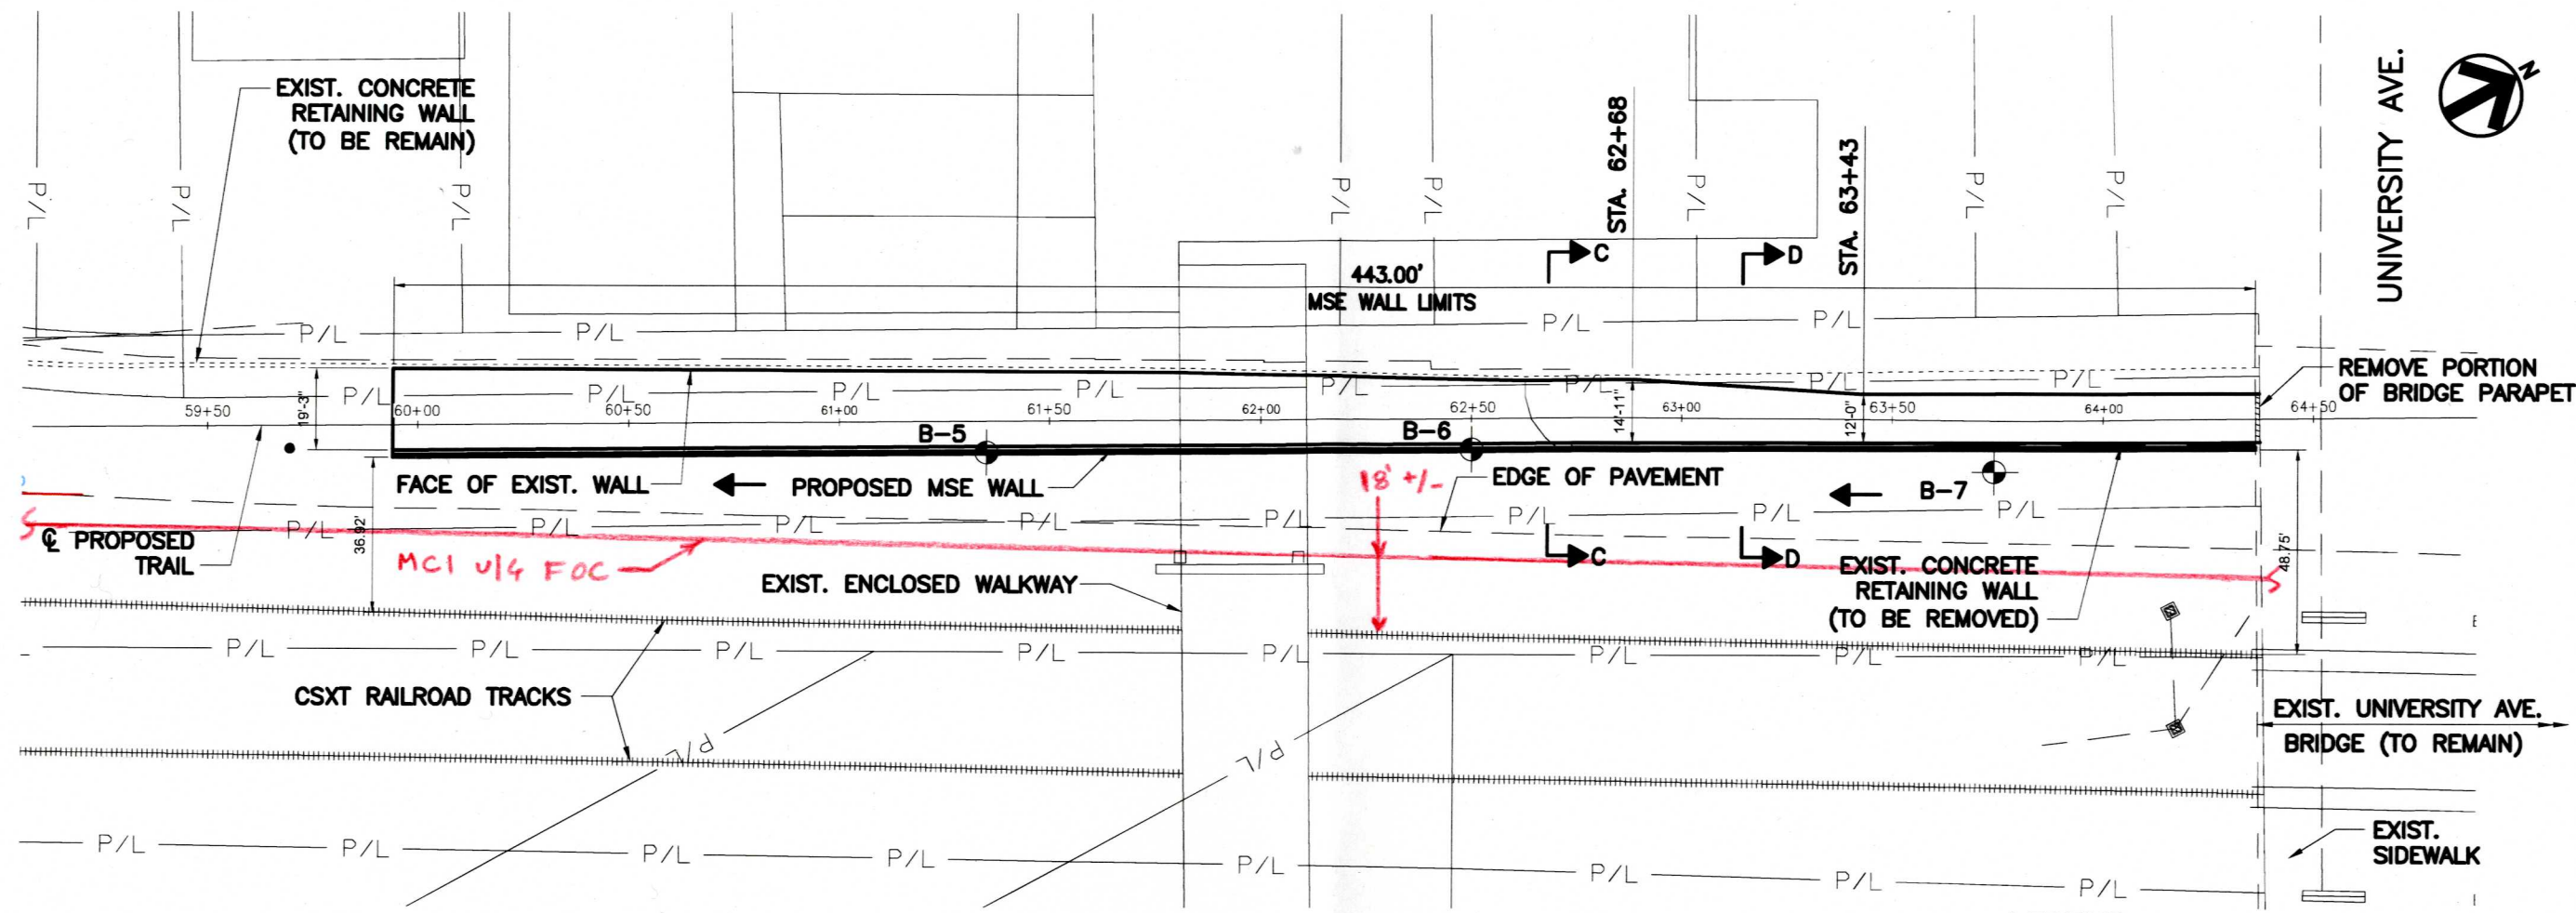 EXIST. CONCRETE
RETAINING WALL
(TO BE REMAIN)
P/L
P/L
P/L
P/L
P/L
STA. 62+68
P/L
STA. 63+43
P/L
P/L
UNIVERSITY AVE.
N
C
D
443.00'
MSE WALL LIMITS
P/L
P/L
P/L
P/L
REMOVE PORTION
OF BRIDGE PARAPET
P/L
P/L
P/L
P/L
P/L
P/L
P/L
P/L
59+50
19'-3"
60+00
60+50
61+00
61+50
62+00
62+50
14'-11"
63+00
12'-0"
63+50
64+00
64+50
B-5
B-6
FACE OF EXIST. WALL
PROPOSED MSE WALL
18' +/-
EDGE OF PAVEMENT
B-7
P/L
P/L
P/L
P/L
P/L
P/L
P/L
P/L
36.92'
℄ PROPOSED
TRAIL
MCI U/G FOC
C
D
48.75'
EXIST. ENCLOSED WALKWAY
EXIST. CONCRETE
RETAINING WALL
(TO BE REMOVED)
P/L
P/L
P/L
P/L
P/L
P/L
P/L
P/L
CSXT RAILROAD TRACKS
EXIST. UNIVERSITY AVE.
BRIDGE (TO REMAIN)
P/L
P/L
P/L
P/L
P/L
P/L
P/L
P/L
P/L
P/L
EXIST.
SIDEWALK